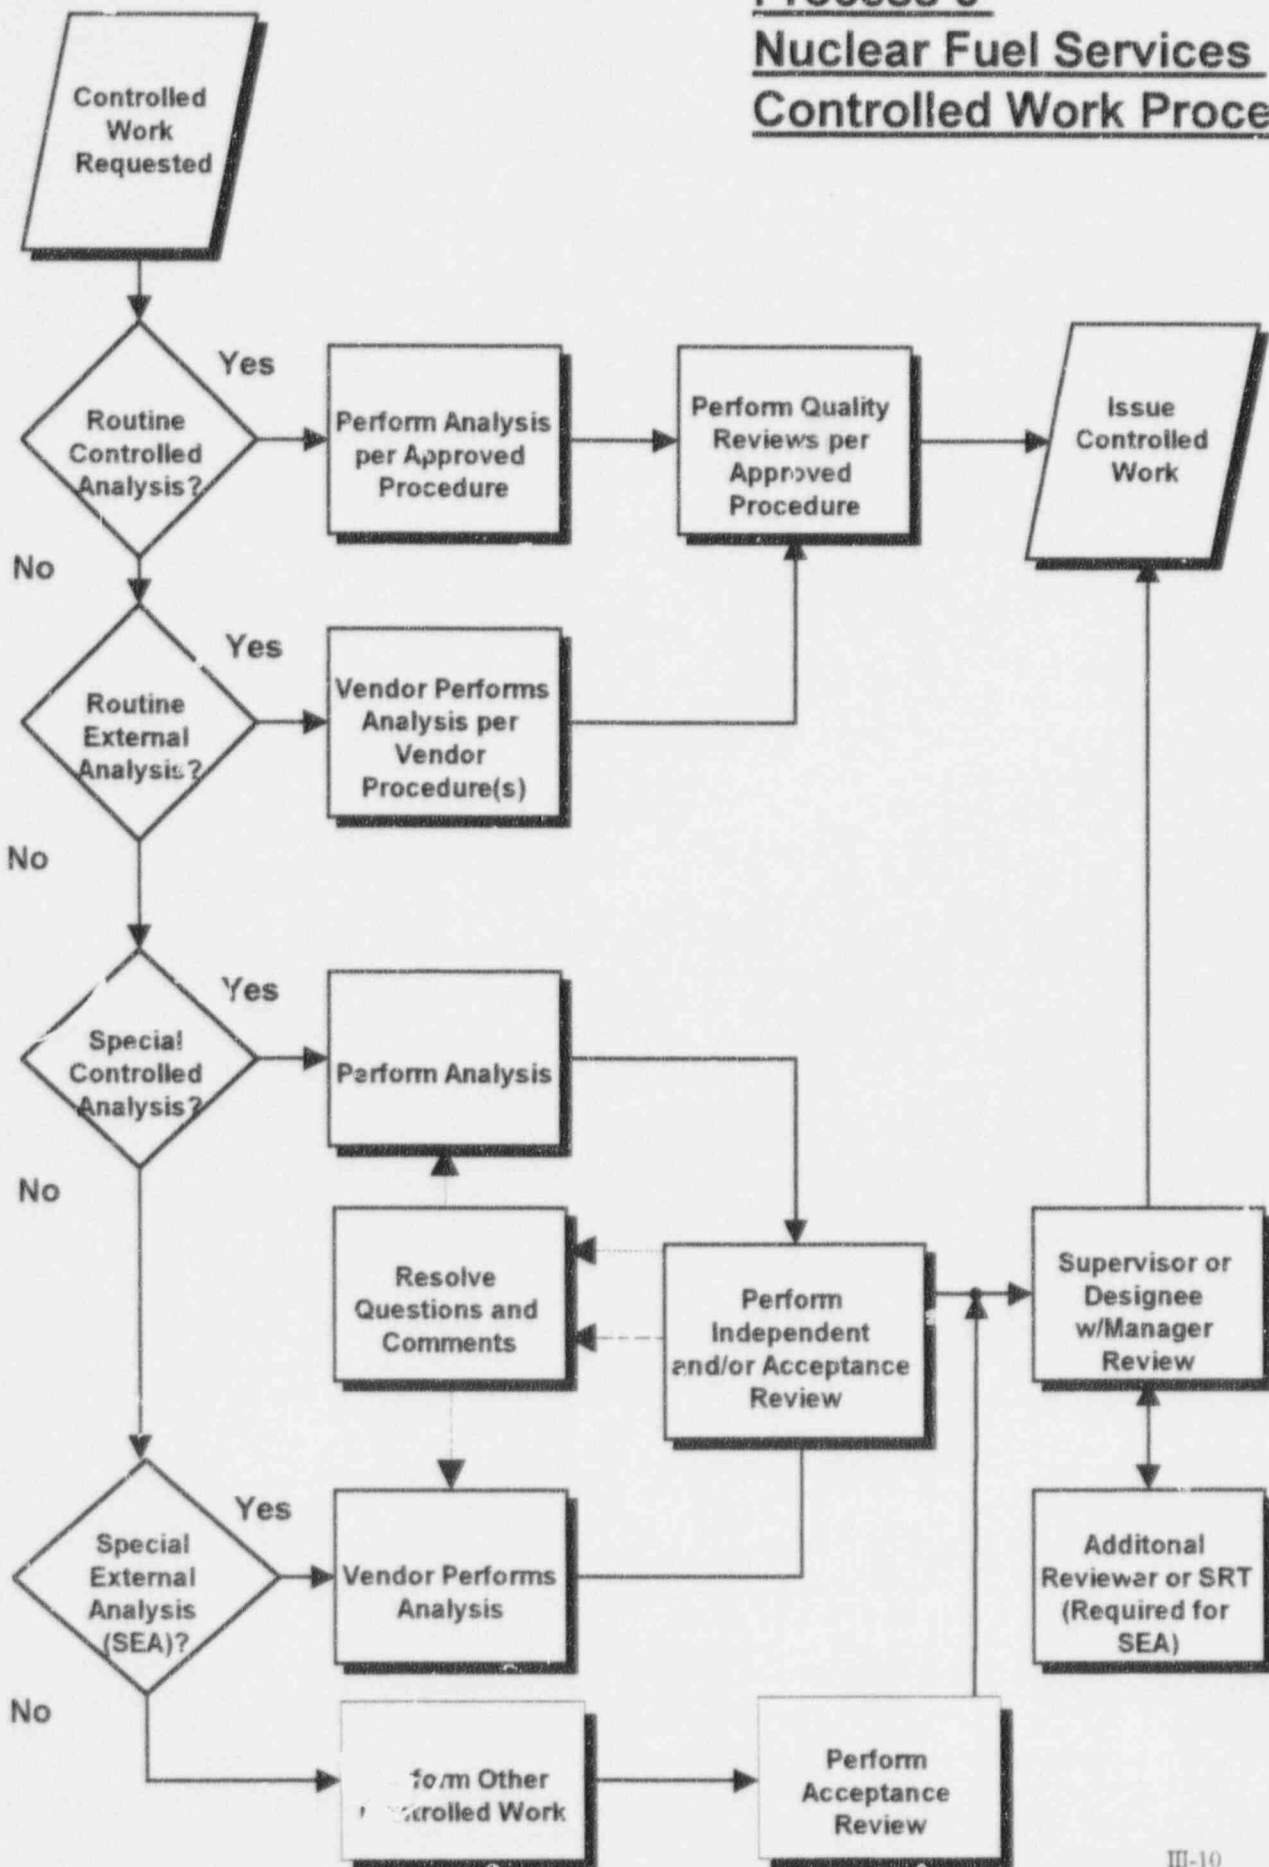 Nuclear Fuel Services
Controlled Work Proce
Controlled
Work
Requested
Yes
Routine
Controlled
Analysis?
Perform Analysis
per Approved
Procedure
Perform Quality
Reviews per
Approved
Procedure
Issue
Controlled
Work
No
Yes
Routine
External
Analysis?
Vendor Performs
Analysis per
Vendor
Procedure(s)
No
Yes
Special
Controlled
Analysis?
Perform Analysis
No
Resolve
Questions and
Comments
Perform
Independent
and/or Acceptance
Review
Supervisor or
Designee
w/Manager
Review
Yes
Special
External
Analysis
(SEA)?
Vendor Performs
Analysis
Additonal
Reviewer or SRT
(Required for
SEA)
No
form Other
trolled Work
Perform
Acceptance
Review
III-10